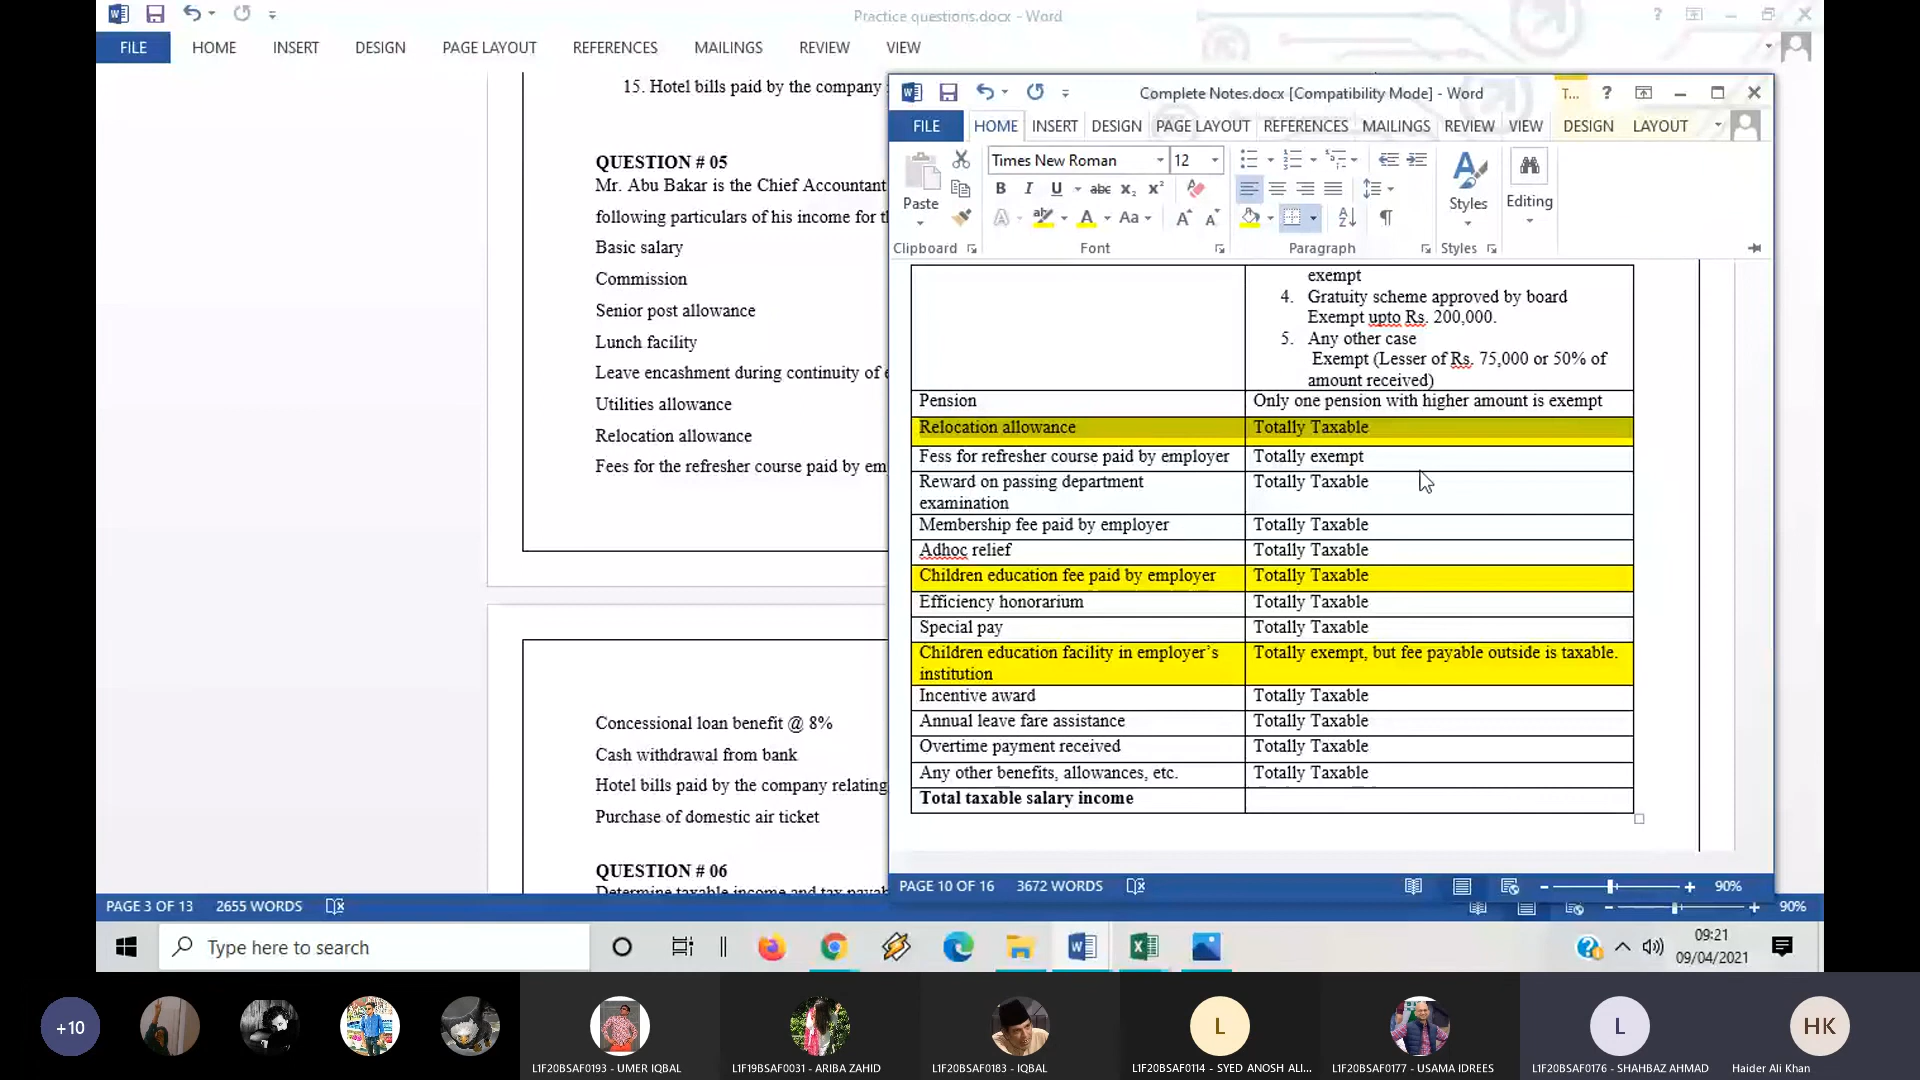 Practice questions.docx - Word
FILE HOME INSERT DESIGN PAGE LAYOUT REFERENCES MAILINGS REVIEW VIEW
15. Hotel bills paid by the company
QUESTION # 05
Mr. Abu Bakar is the Chief Accountant
following particulars of his income for
Basic salary
Commission
Senior post allowance
Lunch facility
Leave encashment during continuity of
Utilities allowance
Relocation allowance
Fees for the refresher course paid by em
Concessional loan benefit @ 8%
Cash withdrawal from bank
Hotel bills paid by the company relating
Purchase of domestic air ticket
QUESTION # 06
Determine taxable income and tax payab
PAGE 3 OF 13 2655 WORDS
90%
Complete Notes.docx [Compatibility Mode] - Word
T... ?
FILE HOME INSERT DESIGN PAGE LAYOUT REFERENCES MAILINGS REVIEW VIEW DESIGN LAYOUT
Times New Roman 12
Paste
Styles
Editing
Clipboard Font Paragraph Styles
exempt
4. Gratuity scheme approved by board
Exempt upto Rs. 200,000.
5. Any other case
Exempt (Lesser of Rs. 75,000 or 50% of
amount received)
Pension Only one pension with higher amount is exempt
Relocation allowance Totally Taxable
Fess for refresher course paid by employer Totally exempt
Reward on passing department Totally Taxable
examination
Membership fee paid by employer Totally Taxable
Adhoc relief Totally Taxable
Children education fee paid by employer Totally Taxable
Efficiency honorarium Totally Taxable
Special pay Totally Taxable
Children education facility in employer’s Totally exempt, but fee payable outside is taxable.
institution
Incentive award Totally Taxable
Annual leave fare assistance Totally Taxable
Overtime payment received Totally Taxable
Any other benefits, allowances, etc. Totally Taxable
Total taxable salary income
PAGE 10 OF 16 3672 WORDS
90%
Type here to search
09:21
09/04/2021
+10
L
L
HK
L1F20BSAF0193 - UMER IQBAL
L1F19BSAF0031 - ARIBA ZAHID
L1F20BSAF0183 - IQBAL
L1F20BSAF0114 - SYED ANOSH ALI...
L1F20BSAF0177 - USAMA IDREES
L1F20BSAF0176 - SHAHBAZ AHMAD
Haider Ali Khan